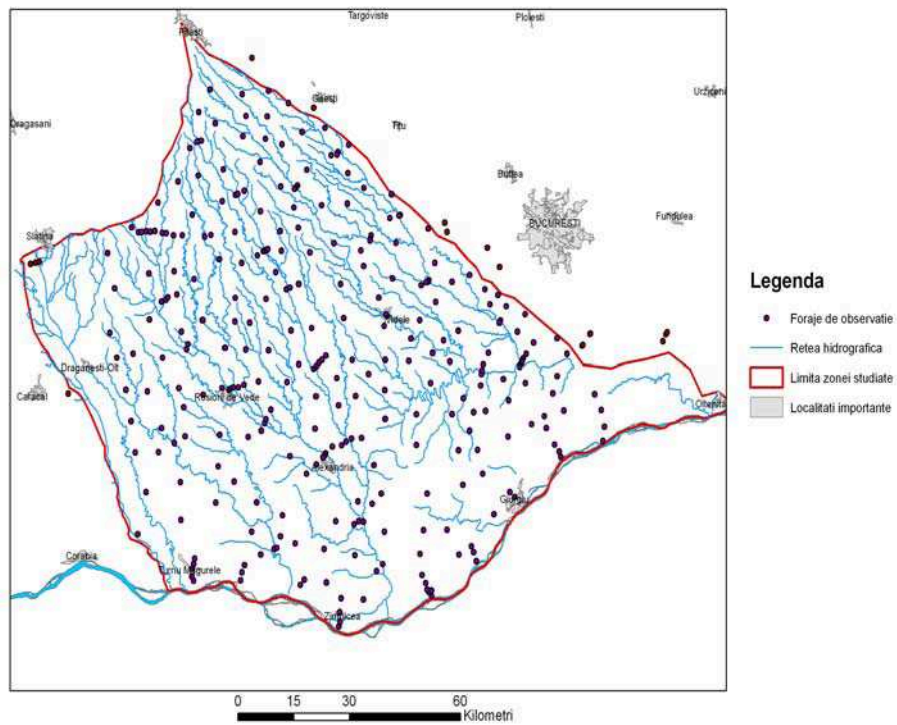 Targoviste
Ploiesti
Pitesti
Urziceni
Gaesti
Dragasani
Titu
Buftea
Fundulea
BUCURESTI
Slatina
Legenda
Foraje de observatie
Videle
Retea hidrografica
Draganesti-Olt
Limita zonei studiate
Caracal
Rosiorii de Vede
Oltenita
Localitati importante
Alexandria
Giurgiu
Corabia
Turnu Magurele
Zimnicea
0 15 30 60
Kilometri